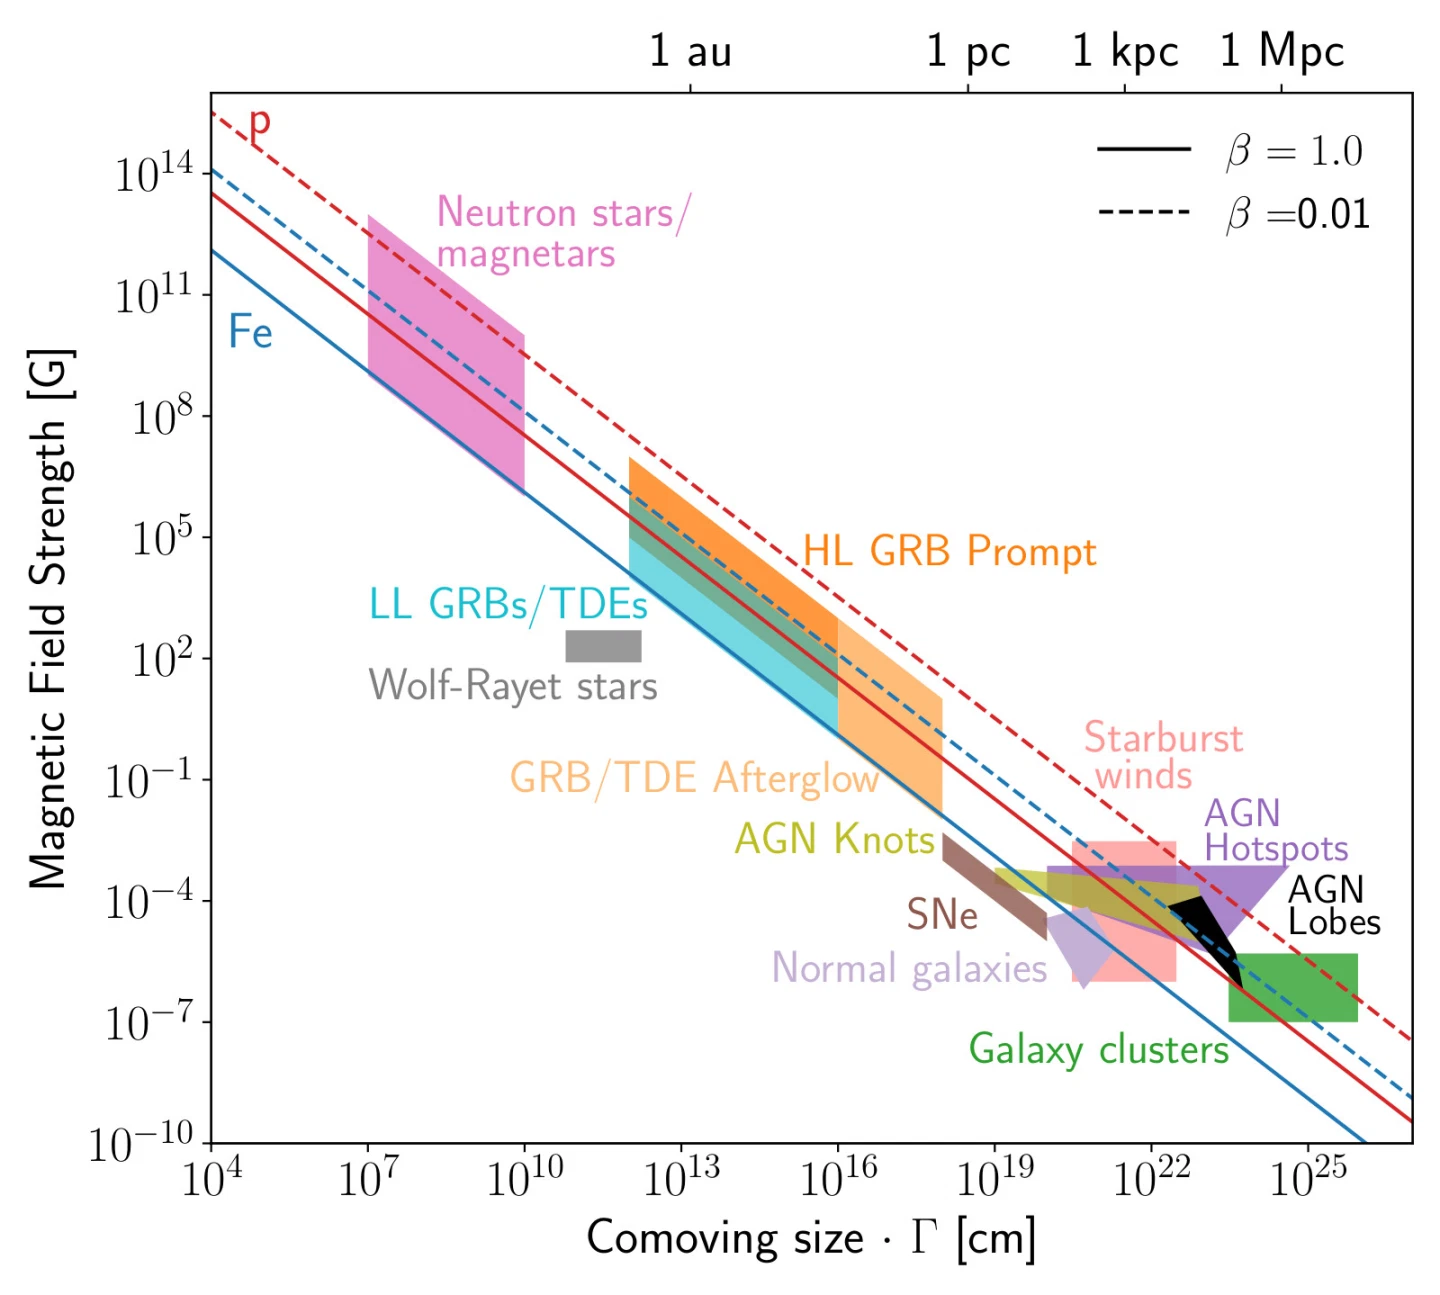 1 au 1 pc 1 kpc 1 Mpc
p
β = 1.0
β =0.01
10^14
Neutron stars/
magnetars
10^11
Fe
10^8
Magnetic Field Strength [G]
10^5
HL GRB Prompt
LL GRBs/TDEs
10^2
Wolf-Rayet stars
Starburst
winds
10^−1
GRB/TDE Afterglow
AGN
Hotspots
AGN Knots
10^−4
AGN
Lobes
SNe
Normal galaxies
10^−7
Galaxy clusters
10^−10
10^4 10^7 10^10 10^13 10^16 10^19 10^22 10^25
Comoving size · Γ [cm]